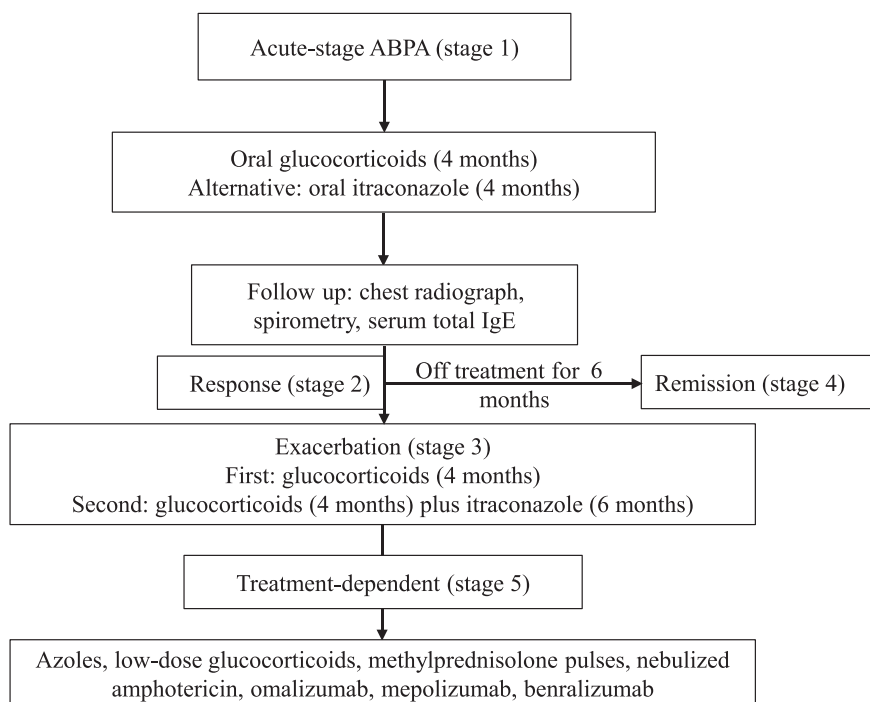 Acute-stage ABPA (stage 1)
Oral glucocorticoids (4 months)
Alternative: oral itraconazole (4 months)
Follow up: chest radiograph,
spirometry, serum total IgE
Response (stage 2)
Off treatment for 6
months
Remission (stage 4)
Exacerbation (stage 3)
First: glucocorticoids (4 months)
Second: glucocorticoids (4 months) plus itraconazole (6 months)
Treatment-dependent (stage 5)
Azoles, low-dose glucocorticoids, methylprednisolone pulses, nebulized
amphotericin, omalizumab, mepolizumab, benralizumab